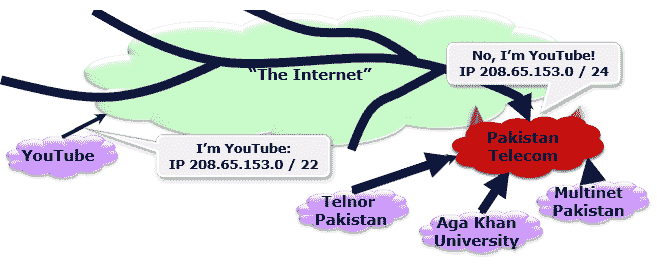 No, I'm YouTube!
IP 208.65.153.0 / 24
"The Internet"
I'm YouTube:
IP 208.65.153.0 / 22
YouTube
Pakistan
Telecom
Telnor
Pakistan
Aga Khan
University
Multinet
Pakistan